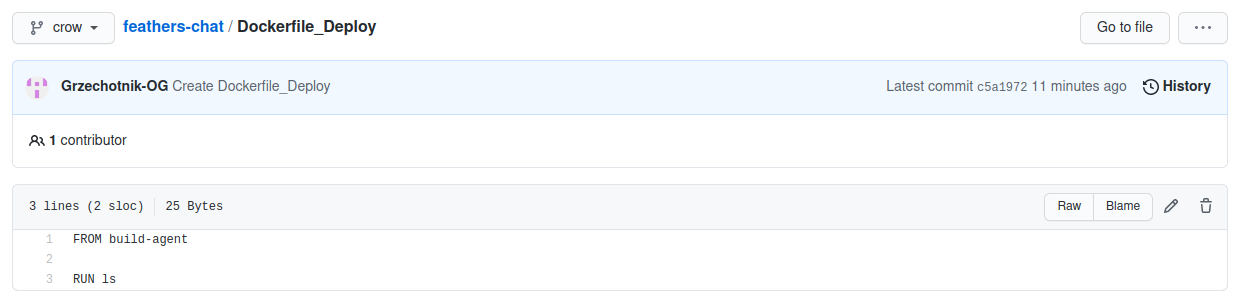 crow feathers-chat / Dockerfile_Deploy Go to file ...
Grzechotnik-OG Create Dockerfile_Deploy Latest commit c5a1972 11 minutes ago History
1 contributor
3 lines (2 sloc) 25 Bytes Raw Blame
1 FROM build-agent
2
3 RUN ls